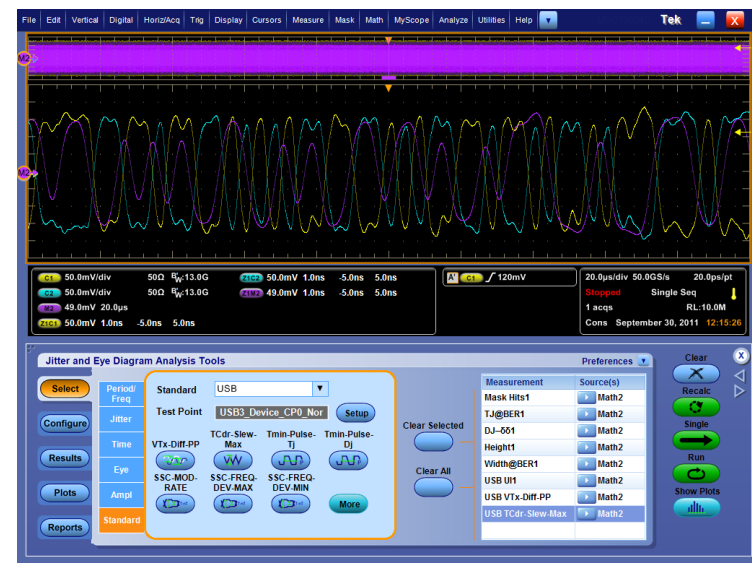 File Edit Vertical Digital Horiz/Acq Trig Display Cursors Measure Mask Math MyScope Analyze Utilities Help Tek X
M2
M2
C1 50.0mV/div 50Ω BW:13.0G
C2 50.0mV/div 50Ω BW:13.0G
M2 49.0mV 20.0µs
Z1C1 50.0mV 1.0ns -5.0ns 5.0ns
Z1C2 50.0mV 1.0ns -5.0ns 5.0ns
Z1M2 49.0mV 1.0ns -5.0ns 5.0ns
A' C1 120mV
20.0µs/div 50.0GS/s 20.0ps/pt
Stopped Single Seq
1 acqs RL:10.0M
Cons September 30, 2011 12:15:26
Jitter and Eye Diagram Analysis Tools
Preferences
Select
Configure
Results
Plots
Reports
Period/
Freq
Jitter
Time
Eye
Ampl
Standard
Standard USB
Test Point USB3_Device_CP0_Nor Setup
VTx-Diff-PP
TCdr-Slew-
Max
Tmin-Pulse-
Tj
Tmin-Pulse-
Dj
SSC-MOD-
RATE
SSC-FREQ-
DEV-MAX
SSC-FREQ-
DEV-MIN
More
Clear Selected
Clear All
Measurement Source(s)
Mask Hits1 Math2
TJ@BER1 Math2
DJ–δδ1 Math2
Height1 Math2
Width@BER1 Math2
USB UI1 Math2
USB VTx-Diff-PP Math2
USB TCdr-Slew-Max Math2
Clear
X
Recalc
Single
Run
Show Plots